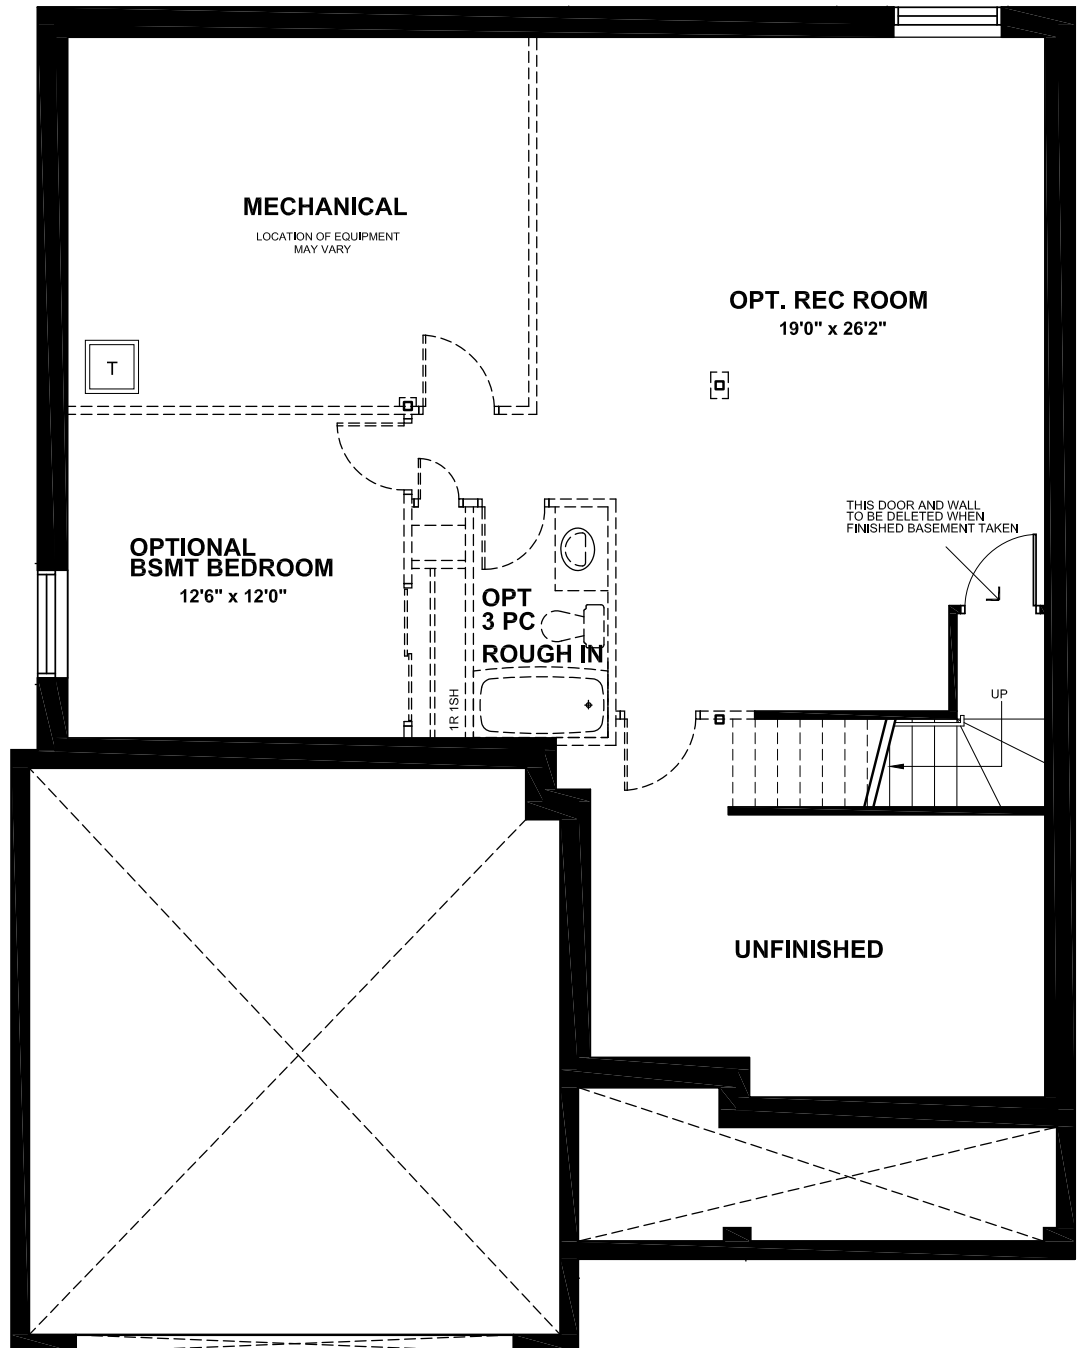 MECHANICAL
LOCATION OF EQUIPMENT
MAY VARY
OPT. REC ROOM
19'0" x 26'2"
T
THIS DOOR AND WALL
TO BE DELETED WHEN
FINISHED BASEMENT TAKEN
OPTIONAL
BSMT BEDROOM
12'6" x 12'0"
OPT
3 PC
ROUGH IN
1R 1SH
UP
UNFINISHED